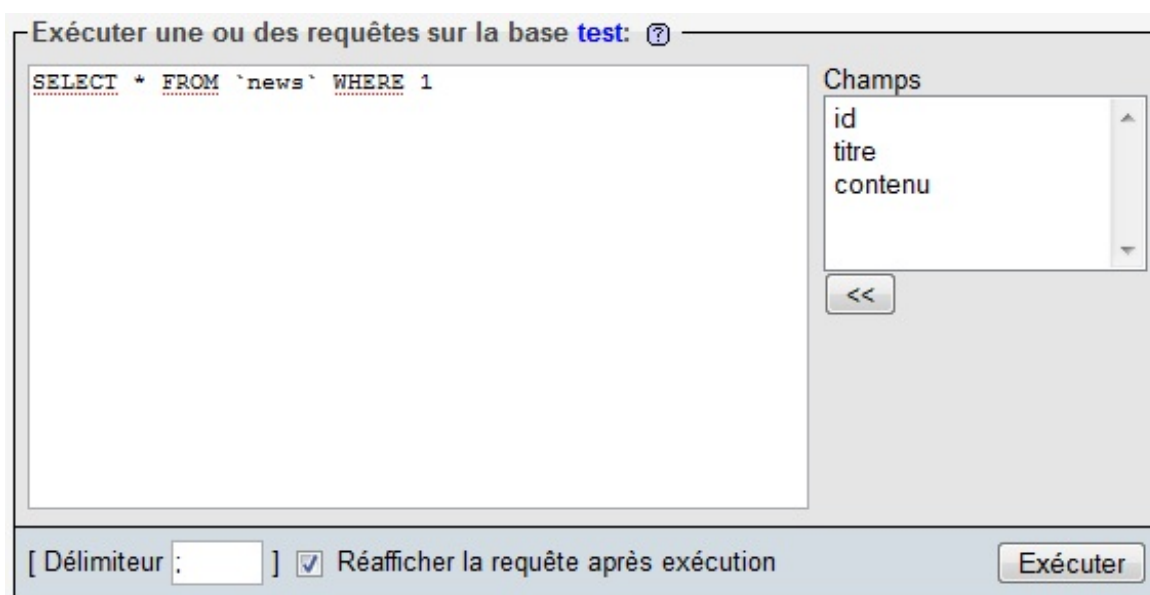 Exécuter une ou des requêtes sur la base test: ?
SELECT * FROM `news` WHERE 1
Champs
id
titre
contenu
<<
[ Délimiteur ; ] Réafficher la requête après exécution
Exécuter